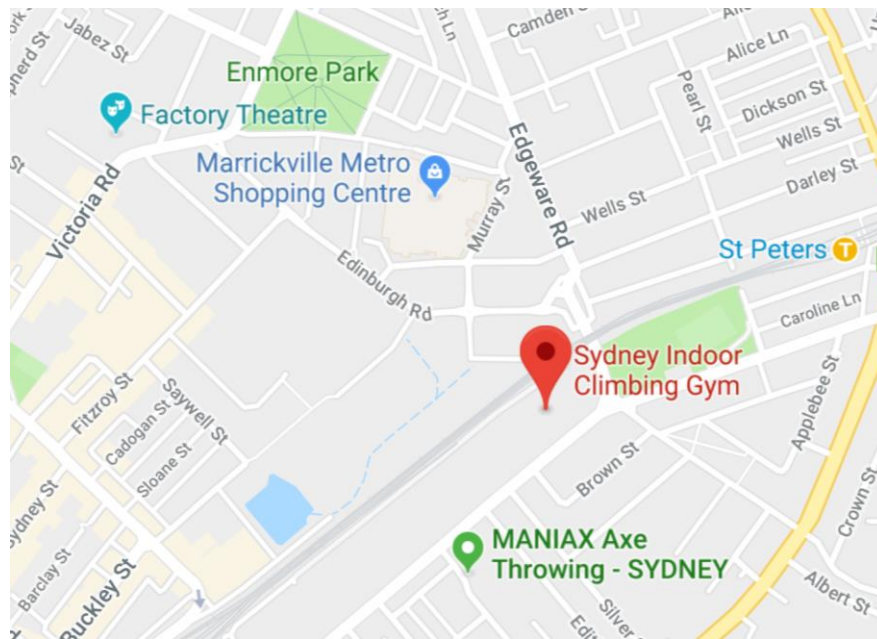 Jabez St
Camden St
Alice Ln
Enmore Park
Pearl St
Dickson St
Factory Theatre
Wells St
Edgeware Rd
Marrickville Metro
Shopping Centre
Darley St
Victoria Rd
Murray St
Wells St
St Peters
T
Edinburgh Rd
Caroline Ln
Sydney Indoor
Climbing Gym
Fitzroy St
Saywell St
Cadogan St
Applebee St
Sloane St
Brown St
Sydney St
Crown St
MANIAX Axe
Throwing - SYDNEY
Barclay St
Buckley St
Albert St